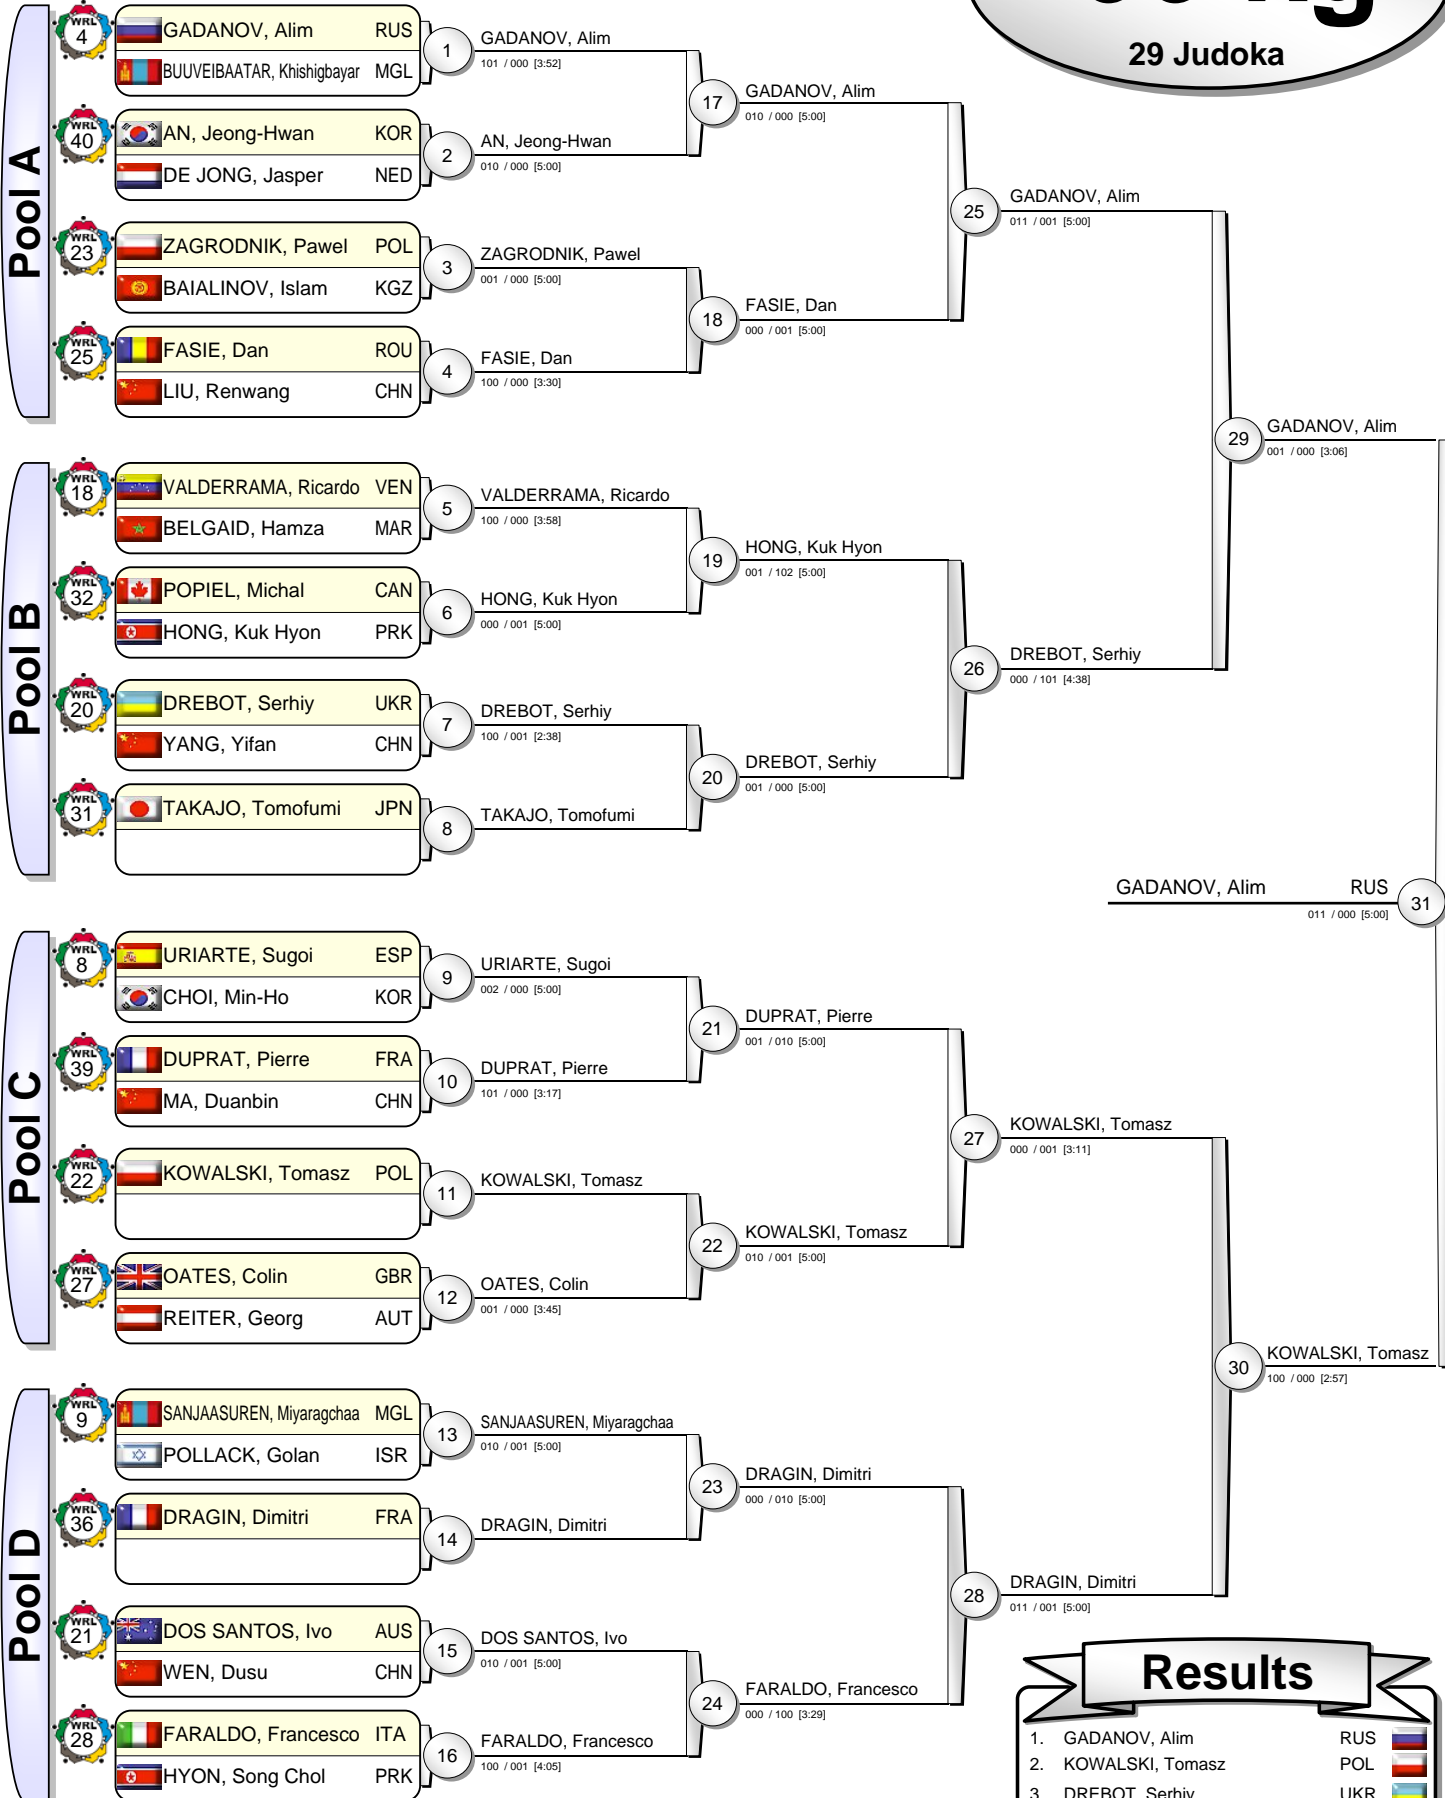 29 Judoka
Pool A
WRL 4
GADANOV, Alim RUS
BUUVEIBAATAR, Khishigbayar MGL
WRL 40
AN, Jeong-Hwan KOR
DE JONG, Jasper NED
WRL 23
ZAGRODNIK, Pawel POL
BAIALINOV, Islam KGZ
WRL 25
FASIE, Dan ROU
LIU, Renwang CHN
1
GADANOV, Alim
101 / 000 [3:52]
2
AN, Jeong-Hwan
010 / 000 [5:00]
3
ZAGRODNIK, Pawel
001 / 000 [5:00]
4
FASIE, Dan
100 / 000 [3:30]
17
GADANOV, Alim
010 / 000 [5:00]
18
FASIE, Dan
000 / 001 [5:00]
25
GADANOV, Alim
011 / 001 [5:00]
Pool B
WRL 18
VALDERRAMA, Ricardo VEN
BELGAID, Hamza MAR
WRL 32
POPIEL, Michal CAN
HONG, Kuk Hyon PRK
WRL 20
DREBOT, Serhiy UKR
YANG, Yifan CHN
WRL 31
TAKAJO, Tomofumi JPN
5
VALDERRAMA, Ricardo
100 / 000 [3:58]
6
HONG, Kuk Hyon
000 / 001 [5:00]
7
DREBOT, Serhiy
100 / 001 [2:38]
8
TAKAJO, Tomofumi
19
HONG, Kuk Hyon
001 / 102 [5:00]
20
DREBOT, Serhiy
001 / 000 [5:00]
26
DREBOT, Serhiy
000 / 101 [4:38]
29
GADANOV, Alim
001 / 000 [3:06]
GADANOV, Alim RUS
31
011 / 000 [5:00]
Pool C
WRL 8
URIARTE, Sugoi ESP
CHOI, Min-Ho KOR
WRL 39
DUPRAT, Pierre FRA
MA, Duanbin CHN
WRL 22
KOWALSKI, Tomasz POL
WRL 27
OATES, Colin GBR
REITER, Georg AUT
9
URIARTE, Sugoi
002 / 000 [5:00]
10
DUPRAT, Pierre
101 / 000 [3:17]
11
KOWALSKI, Tomasz
12
OATES, Colin
001 / 000 [3:45]
21
DUPRAT, Pierre
001 / 010 [5:00]
22
KOWALSKI, Tomasz
010 / 001 [5:00]
27
KOWALSKI, Tomasz
000 / 001 [3:11]
Pool D
WRL 9
SANJAASUREN, Miyaragchaa MGL
POLLACK, Golan ISR
WRL 36
DRAGIN, Dimitri FRA
WRL 21
DOS SANTOS, Ivo AUS
WEN, Dusu CHN
WRL 28
FARALDO, Francesco ITA
HYON, Song Chol PRK
13
SANJAASUREN, Miyaragchaa
010 / 001 [5:00]
14
DRAGIN, Dimitri
15
DOS SANTOS, Ivo
010 / 001 [5:00]
16
FARALDO, Francesco
100 / 001 [4:05]
23
DRAGIN, Dimitri
000 / 010 [5:00]
24
FARALDO, Francesco
000 / 100 [3:29]
28
DRAGIN, Dimitri
011 / 001 [5:00]
30
KOWALSKI, Tomasz
100 / 000 [2:57]
Results
1. GADANOV, Alim RUS
2. KOWALSKI, Tomasz POL
3. DREBOT, Serhiy UKR